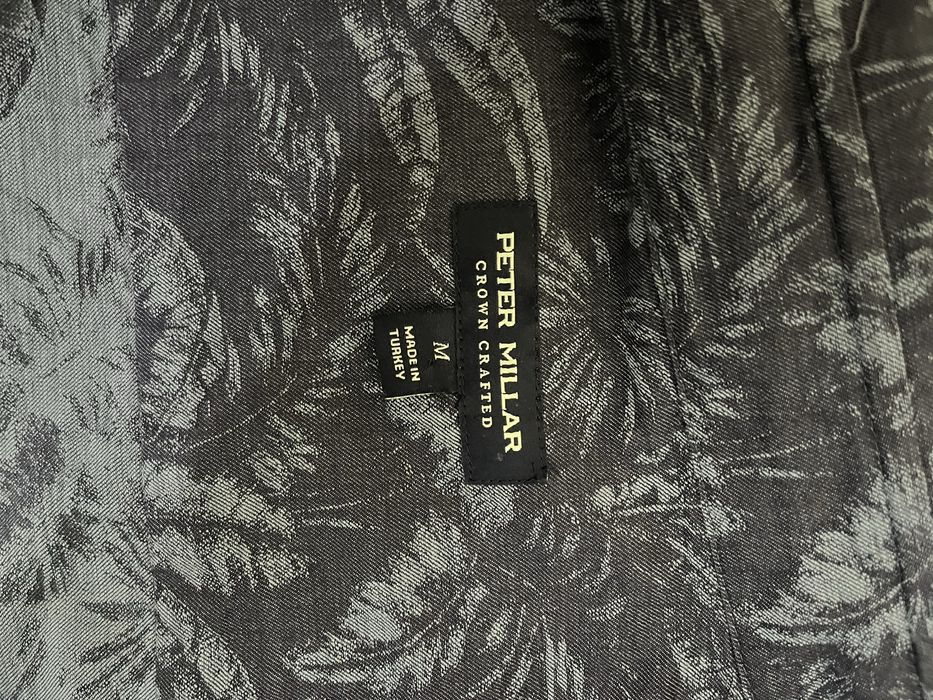 PETER MILLAR
CROWN CRAFTED
M
MADE IN
TURKEY